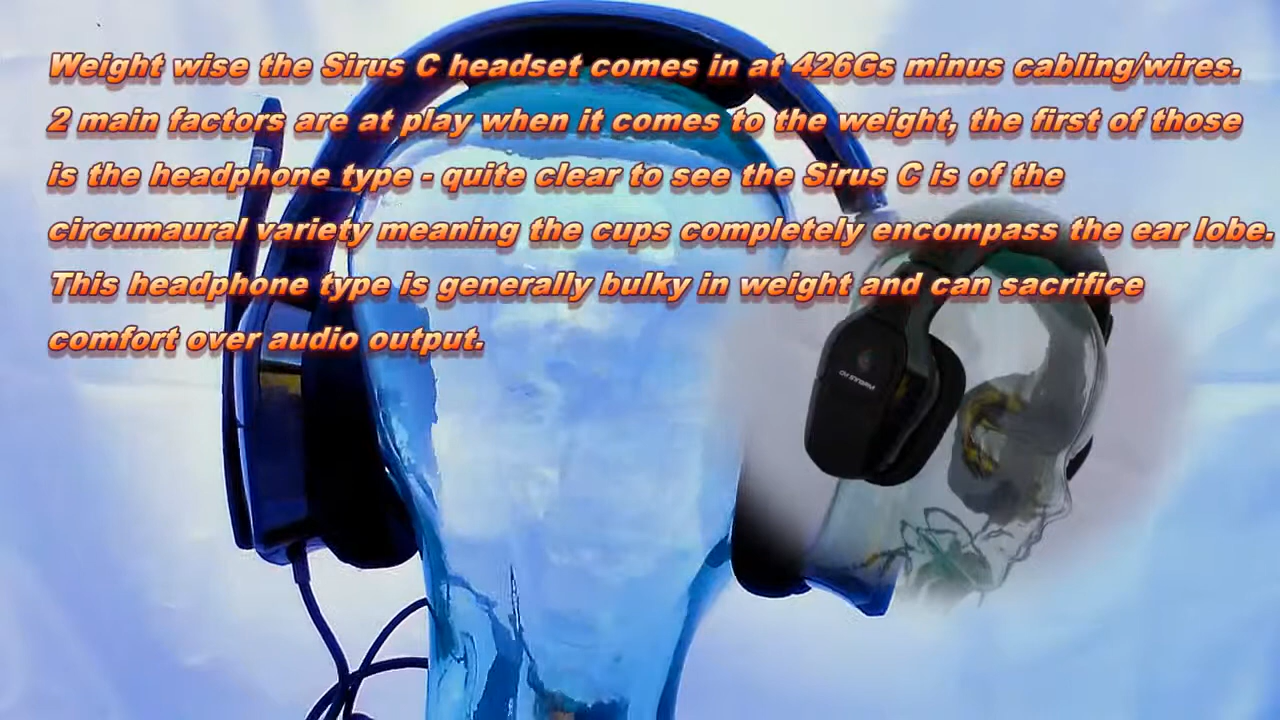 Weight wise the Sirus C headset comes in at 426Gs minus cabling/wires.
2 main factors are at play when it comes to the weight, the first of those
is the headphone type - quite clear to see the Sirus C is of the
circumaural variety meaning the cups completely encompass the ear lobe.
This headphone type is generally bulky in weight and can sacrifice
comfort over audio output.